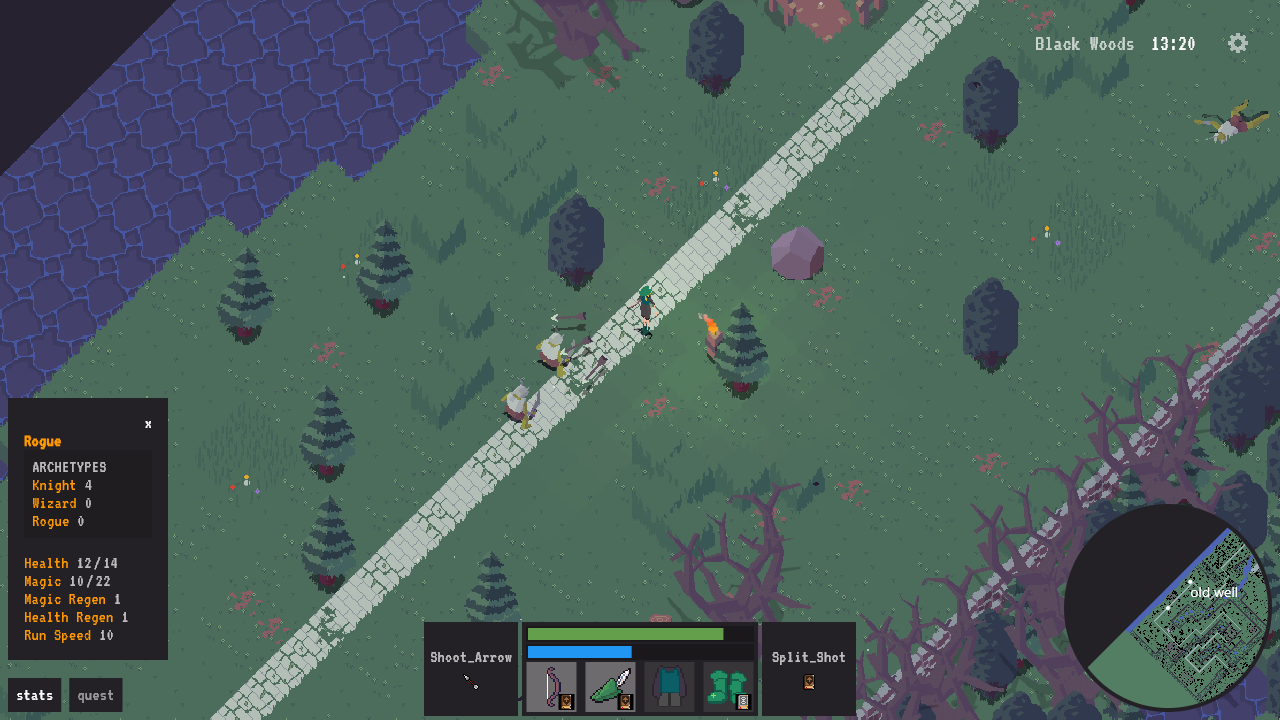 Black Woods 13:20
x
Rogue
ARCHETYPES
Knight 4
Wizard 0
Rogue 0
Health 12/14
Magic 10/22
Magic Regen 1
Health Regen 1
Run Speed 10
stats quest
Shoot_Arrow
Split_Shot
old well